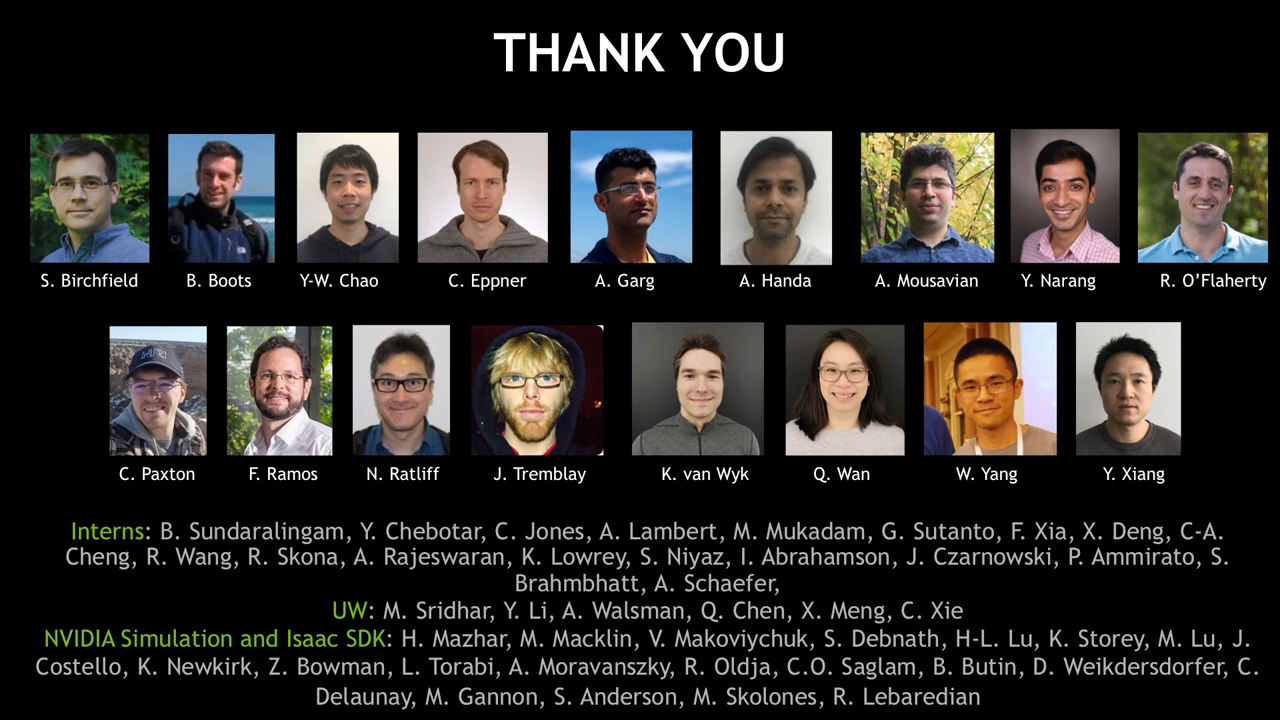 THANK YOU
S. Birchfield
B. Boots
Y-W. Chao
C. Eppner
A. Garg
A. Handa
A. Mousavian
Y. Narang
R. O’Flaherty
C. Paxton
F. Ramos
N. Ratliff
J. Tremblay
K. van Wyk
Q. Wan
W. Yang
Y. Xiang
Interns: B. Sundaralingam, Y. Chebotar, C. Jones, A. Lambert, M. Mukadam, G. Sutanto, F. Xia, X. Deng, C-A.
Cheng, R. Wang, R. Skona, A. Rajeswaran, K. Lowrey, S. Niyaz, I. Abrahamson, J. Czarnowski, P. Ammirato, S.
Brahmbhatt, A. Schaefer,
UW: M. Sridhar, Y. Li, A. Walsman, Q. Chen, X. Meng, C. Xie
NVIDIA Simulation and Isaac SDK: H. Mazhar, M. Macklin, V. Makoviychuk, S. Debnath, H-L. Lu, K. Storey, M. Lu, J.
Costello, K. Newkirk, Z. Bowman, L. Torabi, A. Moravanszky, R. Oldja, C.O. Saglam, B. Butin, D. Weikdersdorfer, C.
Delaunay, M. Gannon, S. Anderson, M. Skolones, R. Lebaredian